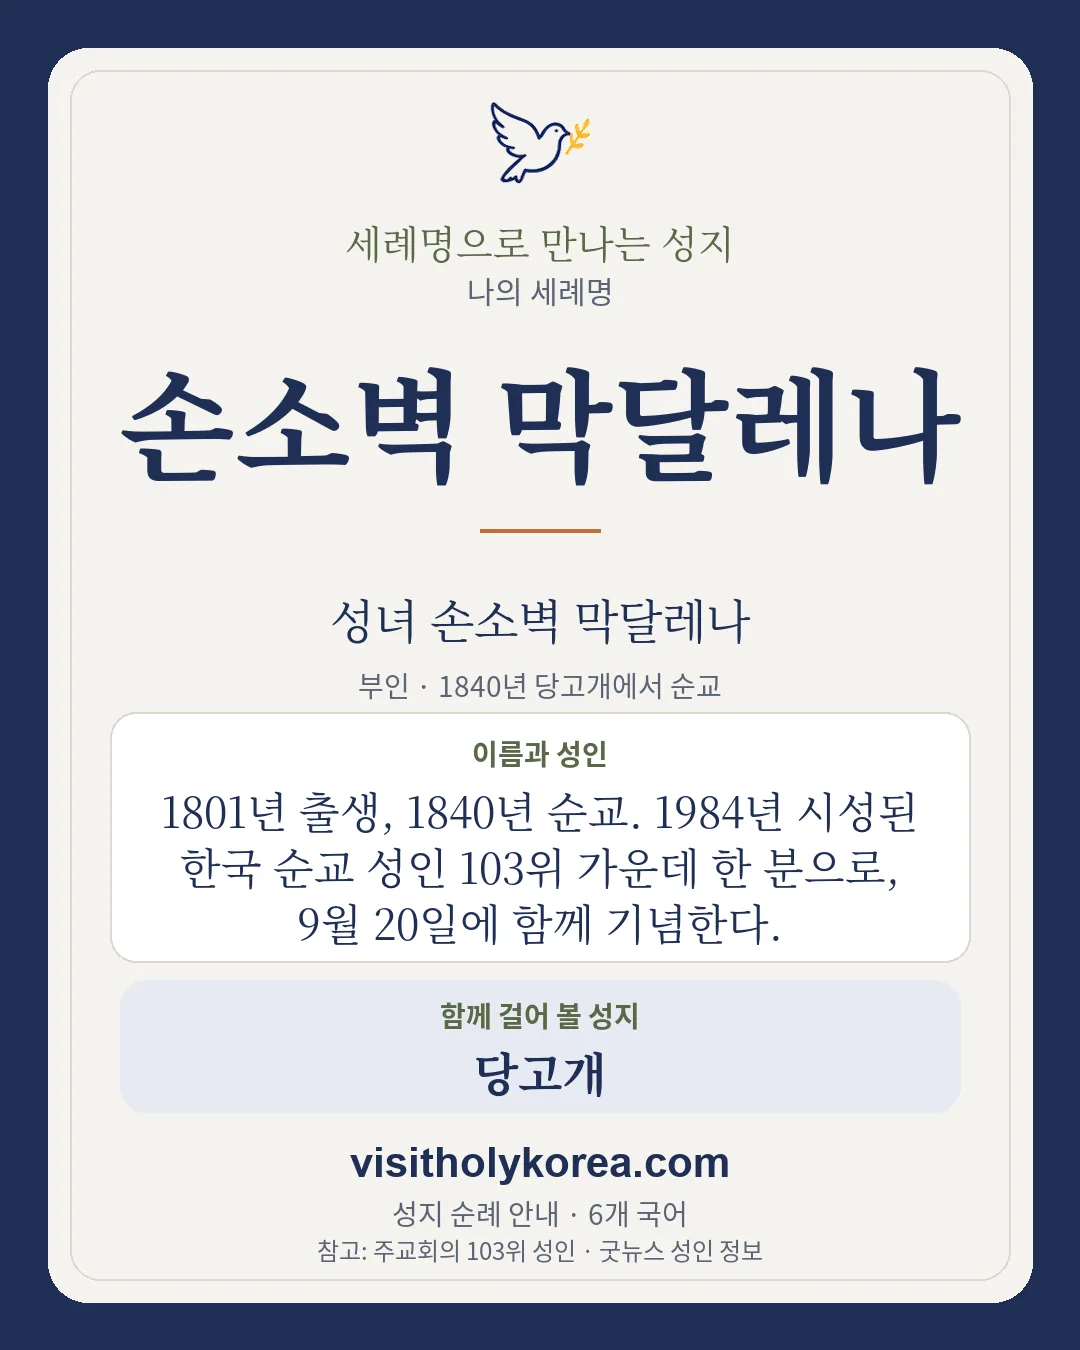 세례명으로 만나는 성지
나의 세례명
손소벽 막달레나
성녀 손소벽 막달레나
부인 · 1840년 당고개에서 순교
이름과 성인
1801년 출생, 1840년 순교. 1984년 시성된
한국 순교 성인 103위 가운데 한 분으로,
9월 20일에 함께 기념한다.
함께 걸어 볼 성지
당고개
visitholykorea.com
성지 순례 안내 · 6개 국어
참고: 주교회의 103위 성인 · 굿뉴스 성인 정보